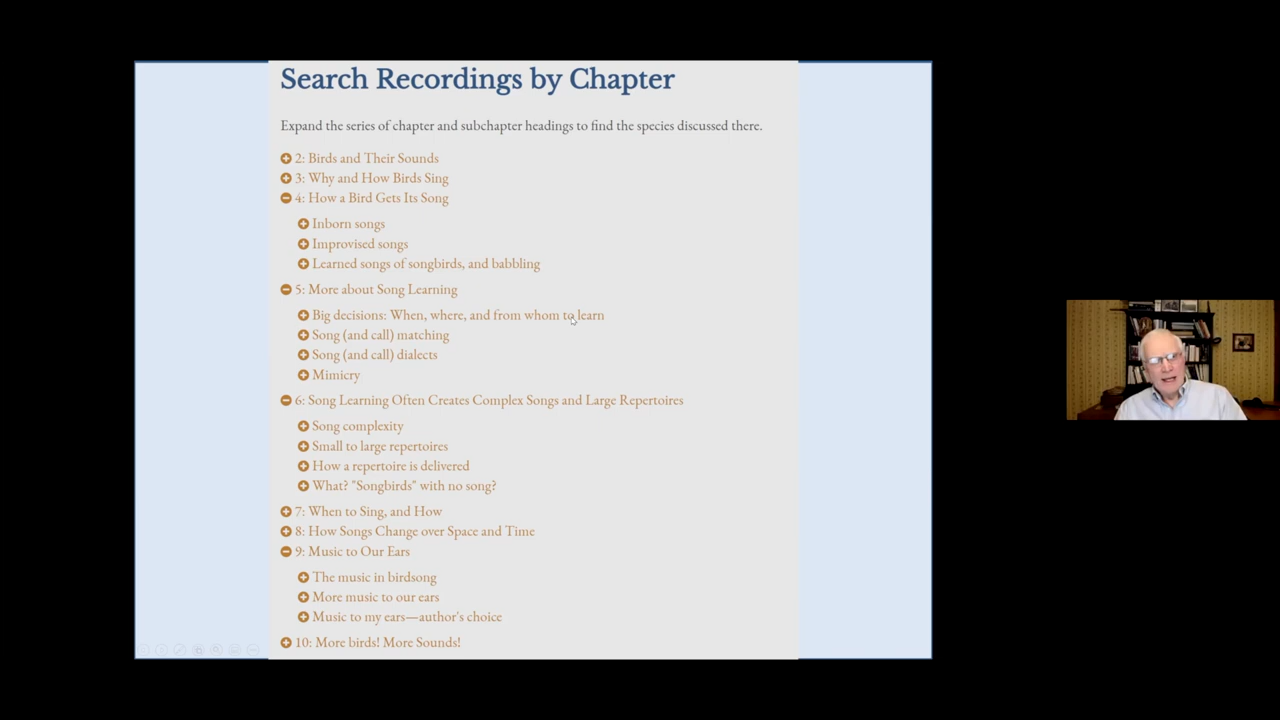 Search Recordings by Chapter
Expand the series of chapter and subchapter headings to find the species discussed there.
2: Birds and Their Sounds
3: Why and How Birds Sing
4: How a Bird Gets Its Song
Inborn songs
Improvised songs
Learned songs of songbirds, and babbling
5: More about Song Learning
Big decisions: When, where, and from whom to learn
Song (and call) matching
Song (and call) dialects
Mimicry
6: Song Learning Often Creates Complex Songs and Large Repertoires
Song complexity
Small to large repertoires
How a repertoire is delivered
What? "Songbirds" with no song?
7: When to Sing, and How
8: How Songs Change over Space and Time
9: Music to Our Ears
The music in birdsong
More music to our ears
Music to my ears—author's choice
10: More birds! More Sounds!